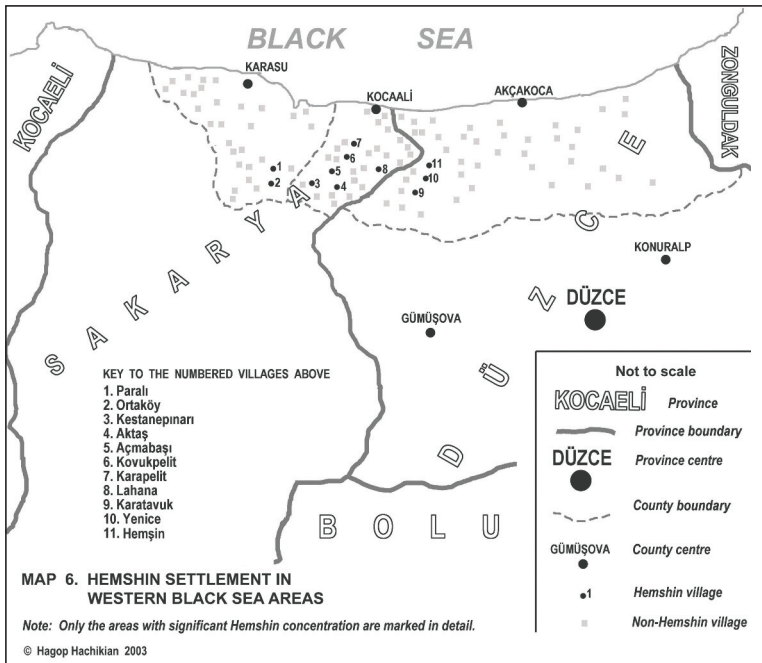 BLACK SEA
ZONGULDAK
KOCAELİ
KARASU
KOCAALİ
AKÇAKOCA
7
6
11
1
5
8
10
2
3
4
9
SAKARYA
DÜZCE
KONURALP
DÜZCE
GÜMÜŞOVA
BOLU
KEY TO THE NUMBERED VILLAGES ABOVE
1. Paralı
2. Ortaköy
3. Kestanepınarı
4. Aktaş
5. Açmabaşı
6. Kovukpelit
7. Karapelit
8. Lahana
9. Karatavuk
10. Yenice
11. Hemşin
Not to scale
KOCAELİ Province
Province boundary
DÜZCE Province centre
County boundary
GÜMÜŞOVA County centre
1 Hemshin village
Non-Hemshin village
MAP 6. HEMSHIN SETTLEMENT IN
WESTERN BLACK SEA AREAS
Note: Only the areas with significant Hemshin concentration are marked in detail.
© Hagop Hachikian 2003